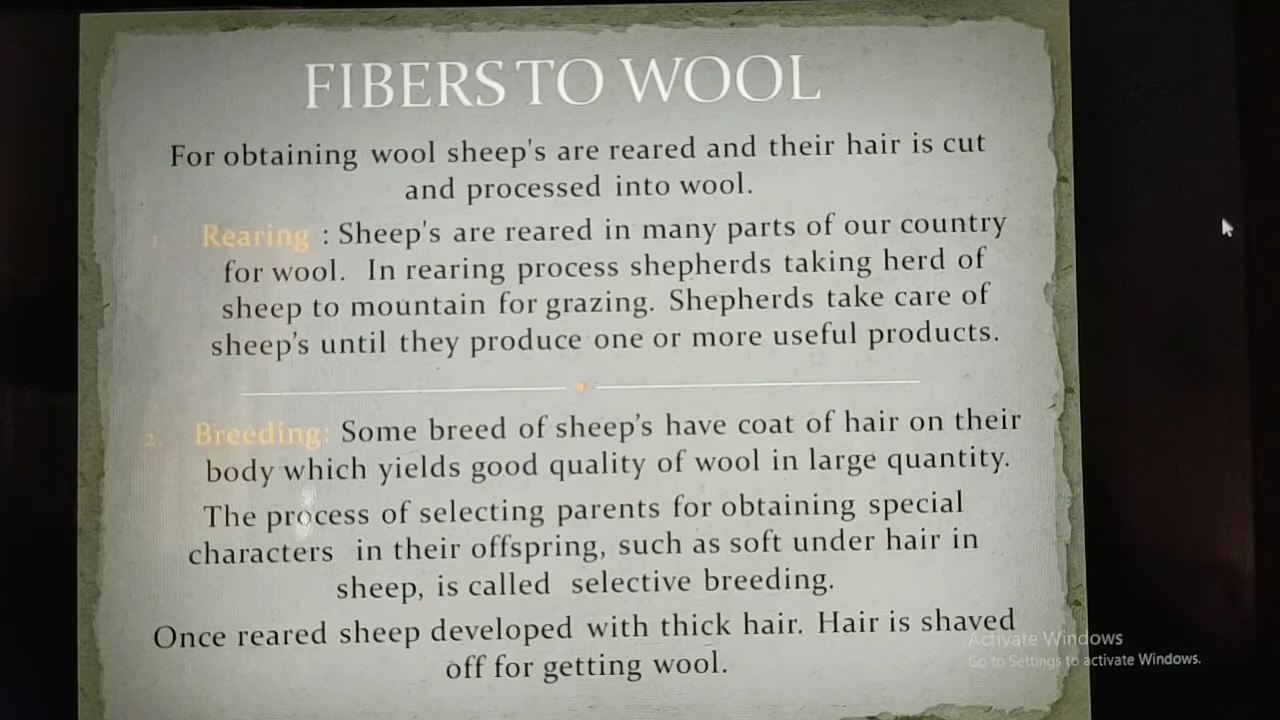 FIBERS TO WOOL
For obtaining wool sheep's are reared and their hair is cut
and processed into wool.
1. Rearing : Sheep's are reared in many parts of our country
for wool. In rearing process shepherds taking herd of
sheep to mountain for grazing. Shepherds take care of
sheep's until they produce one or more useful products.
2. Breeding: Some breed of sheep's have coat of hair on their
body which yields good quality of wool in large quantity.
The process of selecting parents for obtaining special
characters in their offspring, such as soft under hair in
sheep, is called selective breeding.
Once reared sheep developed with thick hair. Hair is shaved
off for getting wool.
Activate Windows
Go to Settings to activate Windows.